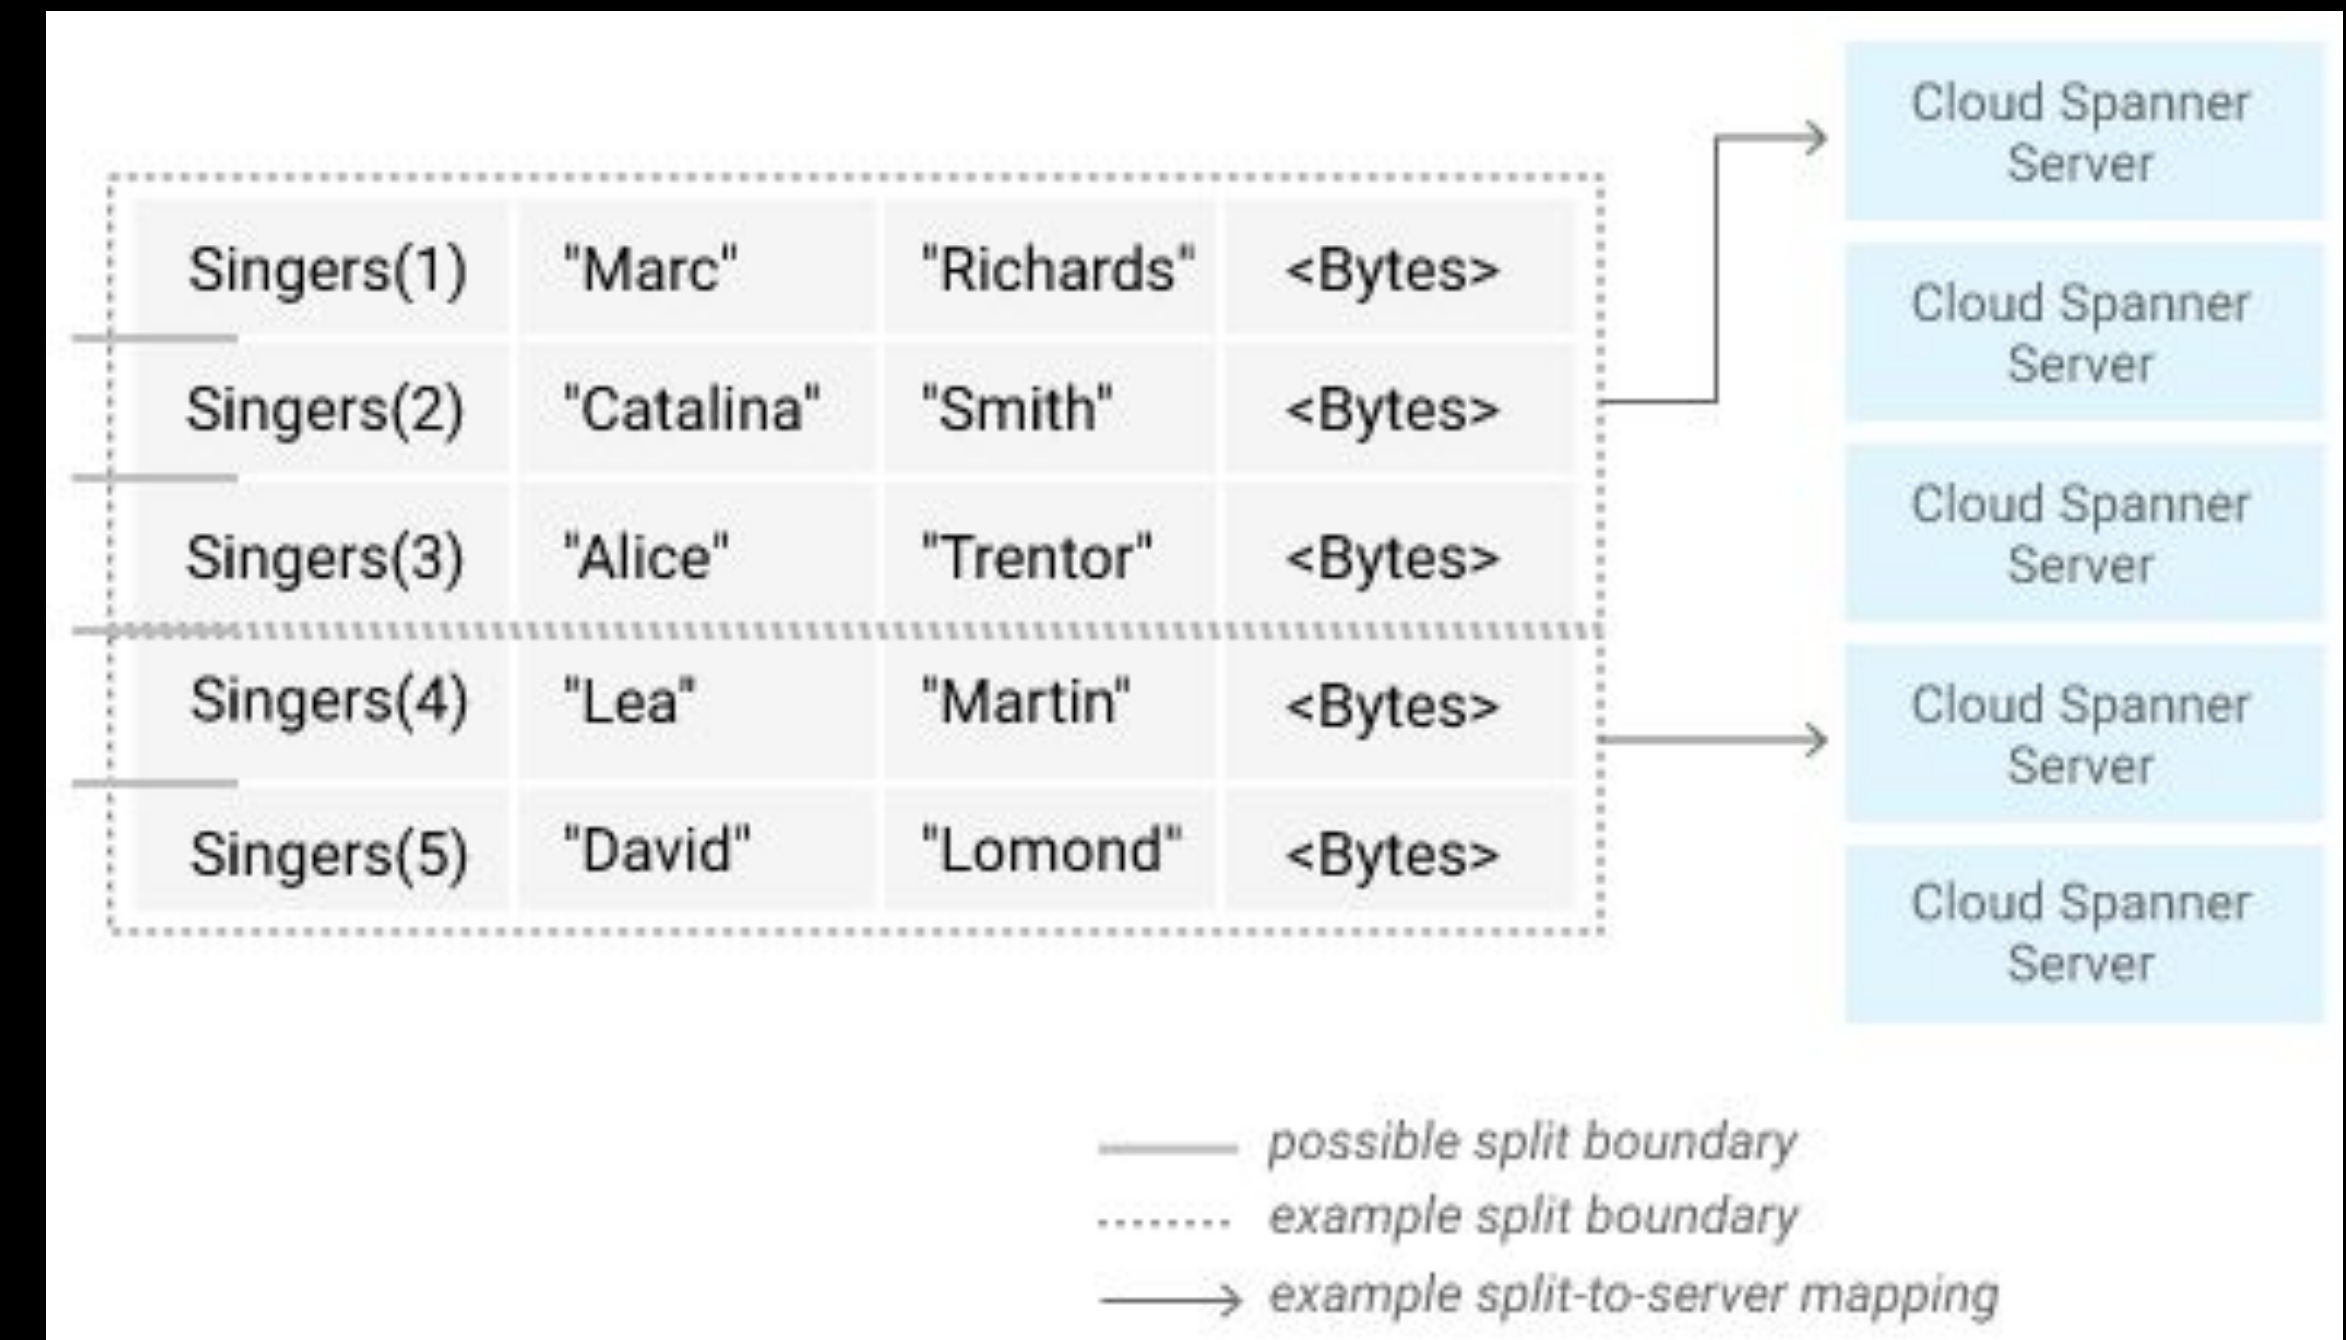 Cloud Spanner
Server
Singers(1) "Marc" "Richards" <Bytes>
Cloud Spanner
Server
Singers(2) "Catalina" "Smith" <Bytes>
Cloud Spanner
Server
Singers(3) "Alice" "Trentor" <Bytes>
Singers(4) "Lea" "Martin" <Bytes>
Cloud Spanner
Server
Singers(5) "David" "Lomond" <Bytes>
Cloud Spanner
Server
possible split boundary
example split boundary
example split-to-server mapping